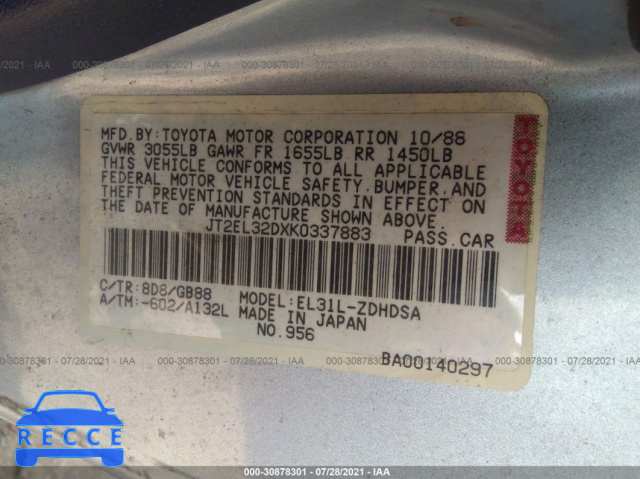 000-30878301 - 07/28/2021 - IAA
MFD.BY:TOYOTA MOTOR CORPORATION 10/88
GVWR 3055LB GAWR FR 1655LB RR 1450LB
THIS VEHICLE CONFORMS TO ALL APPLICABLE
FEDERAL MOTOR VEHICLE SAFETY.BUMPER.AND
THEFT PREVENTION STANDARDS IN EFFECT ON
THE DATE OF MANUFACTURE SHOWN ABOVE.
JT2EL32DXK0337883 PASS.CAR
C/TR:8D8/GB88 MODEL:EL31L-ZDHDSA
A/TM:-602/A132L MADE IN JAPAN
NO.956
BA00140297
TOYOTA
RECCE
000-30878301 - 07/28/2021 - IAA